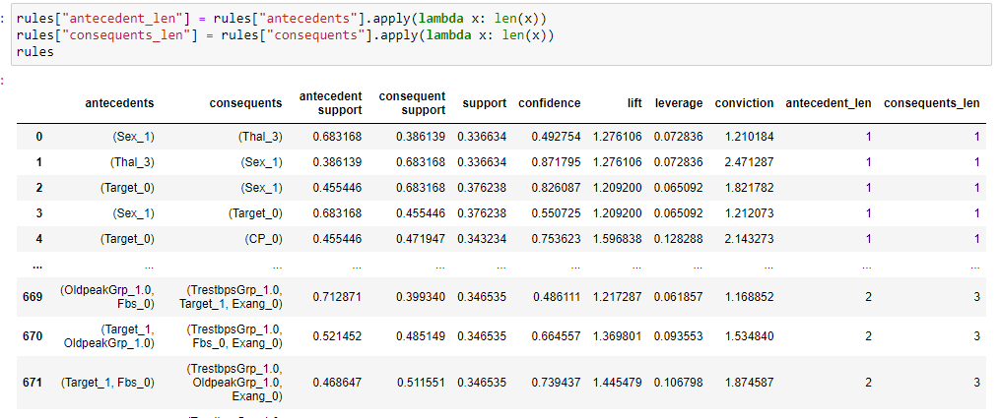 : rules["antecedent_len"] = rules["antecedents"].apply(lambda x: len(x))
rules["consequents_len"] = rules["consequents"].apply(lambda x: len(x))
rules
:
antecedents consequents antecedent support consequent support support confidence lift leverage conviction antecedent_len consequents_len
0 (Sex_1) (Thal_3) 0.683168 0.386139 0.336634 0.492754 1.276106 0.072836 1.210184 1 1
1 (Thal_3) (Sex_1) 0.386139 0.683168 0.336634 0.871795 1.276106 0.072836 2.471287 1 1
2 (Target_0) (Sex_1) 0.455446 0.683168 0.376238 0.826087 1.209200 0.065092 1.821782 1 1
3 (Sex_1) (Target_0) 0.683168 0.455446 0.376238 0.550725 1.209200 0.065092 1.212073 1 1
4 (Target_0) (CP_0) 0.455446 0.471947 0.343234 0.753623 1.596838 0.128288 2.143273 1 1
... ... ... ... ... ... ... ... ... ... ... ...
669 (OldpeakGrp_1.0, Fbs_0) (TrestbpsGrp_1.0, Target_1, Exang_0) 0.712871 0.399340 0.346535 0.486111 1.217287 0.061857 1.168852 2 3
670 (Target_1, OldpeakGrp_1.0) (TrestbpsGrp_1.0, Fbs_0, Exang_0) 0.521452 0.485149 0.346535 0.664557 1.369801 0.093553 1.534840 2 3
671 (Target_1, Fbs_0) (TrestbpsGrp_1.0, OldpeakGrp_1.0, Exang_0) 0.468647 0.511551 0.346535 0.739437 1.445479 0.106798 1.874587 2 3